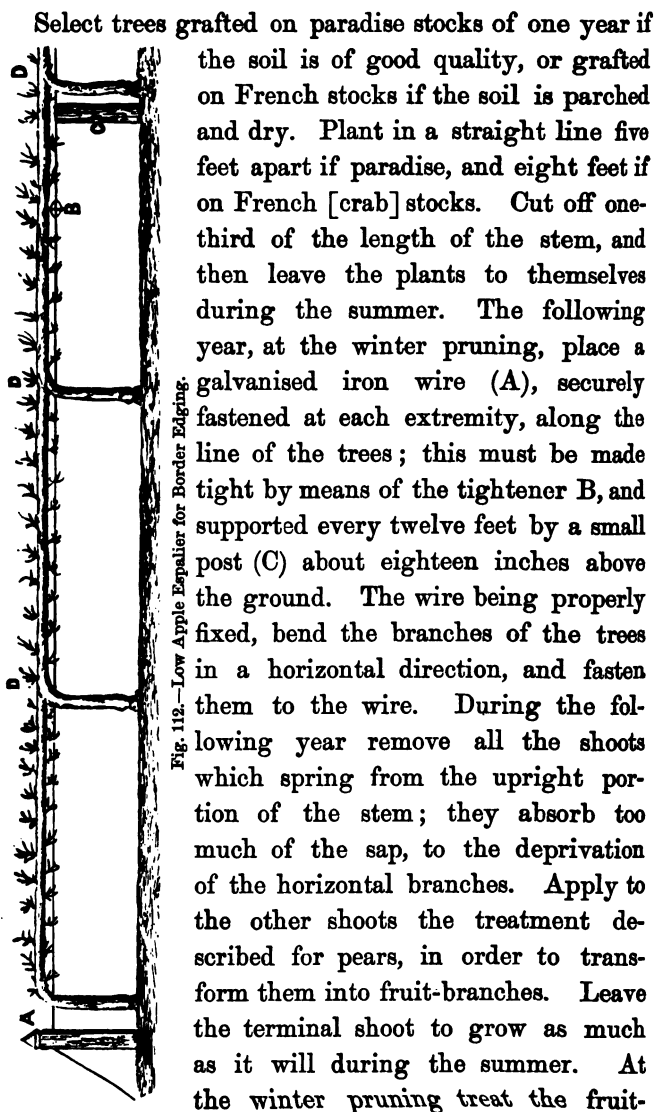 Select trees grafted on paradise stocks of one year if
the soil is of good quality, or grafted
on French stocks if the soil is parched
and dry. Plant in a straight line five
feet apart if paradise, and eight feet if
on French [crab] stocks. Cut off one-
third of the length of the stem, and
then leave the plants to themselves
during the summer. The following
year, at the winter pruning, place a
galvanised iron wire (A), securely
fastened at each extremity, along the
line of the trees; this must be made
tight by means of the tightener B, and
supported every twelve feet by a small
post (C) about eighteen inches above
the ground. The wire being properly
fixed, bend the branches of the trees
in a horizontal direction, and fasten
them to the wire. During the fol-
lowing year remove all the shoots
which spring from the upright por-
tion of the stem; they absorb too
much of the sap, to the deprivation
of the horizontal branches. Apply to
the other shoots the treatment de-
scribed for pears, in order to trans-
form them into fruit-branches. Leave
the terminal shoot to grow as much
as it will during the summer. At
the winter pruning treat the fruit-
Fig. 112.—Low Apple Espalier for Border Edging.
D
C
B
D
D
A